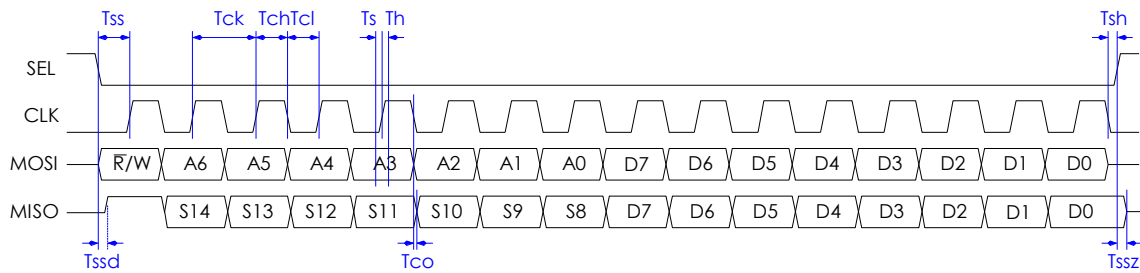 Tss Tck Tch Tcl Ts Th Tsh
SEL
CLK
MOSI R̅/W A6 A5 A4 A3 A2 A1 A0 D7 D6 D5 D4 D3 D2 D1 D0
MISO S14 S13 S12 S11 S10 S9 S8 D7 D6 D5 D4 D3 D2 D1 D0
Tssd Tco Tssz